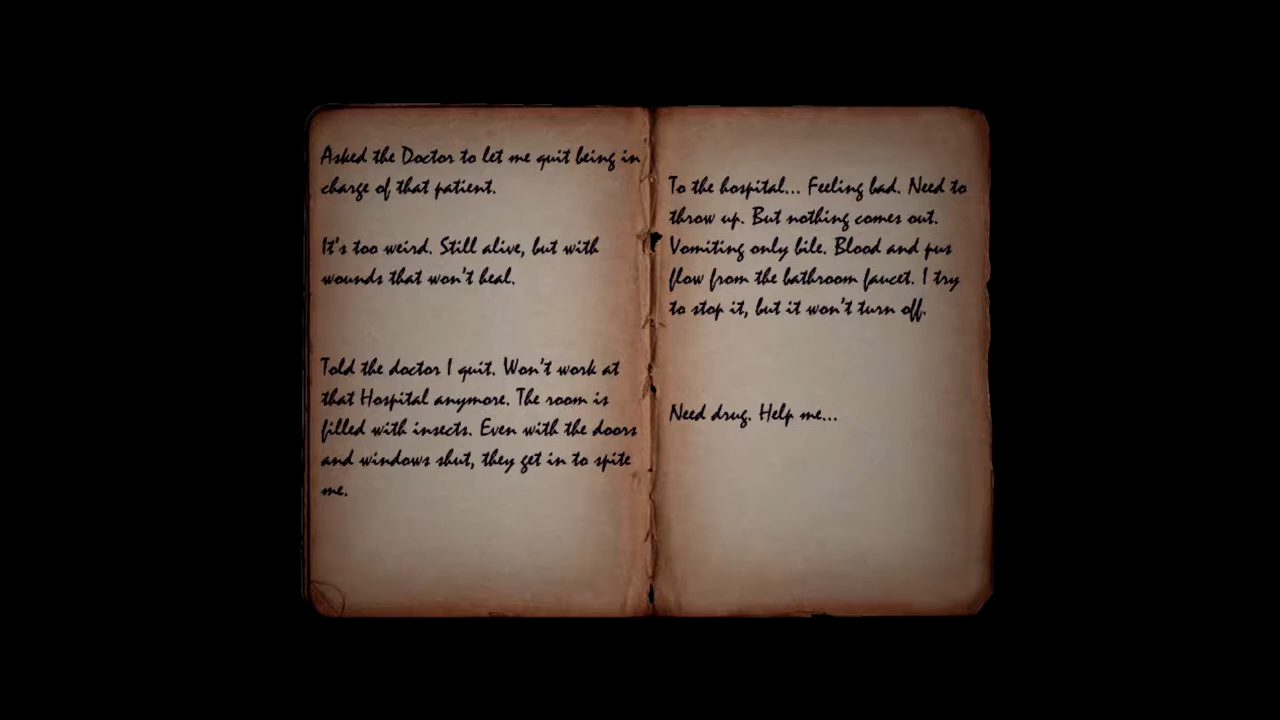 Asked the Doctor to let me quit being in
charge of that patient.
It's too weird. Still alive, but with
wounds that won't heal.
Told the doctor I quit. Won't work at
that Hospital anymore. The room is
filled with insects. Even with the doors
and windows shut, they get in to spite
me.
To the hospital... Feeling bad. Need to
throw up. But nothing comes out.
Vomiting only bile. Blood and pus
flow from the bathroom faucet. I try
to stop it, but it won't turn off.
Need drug. Help me...